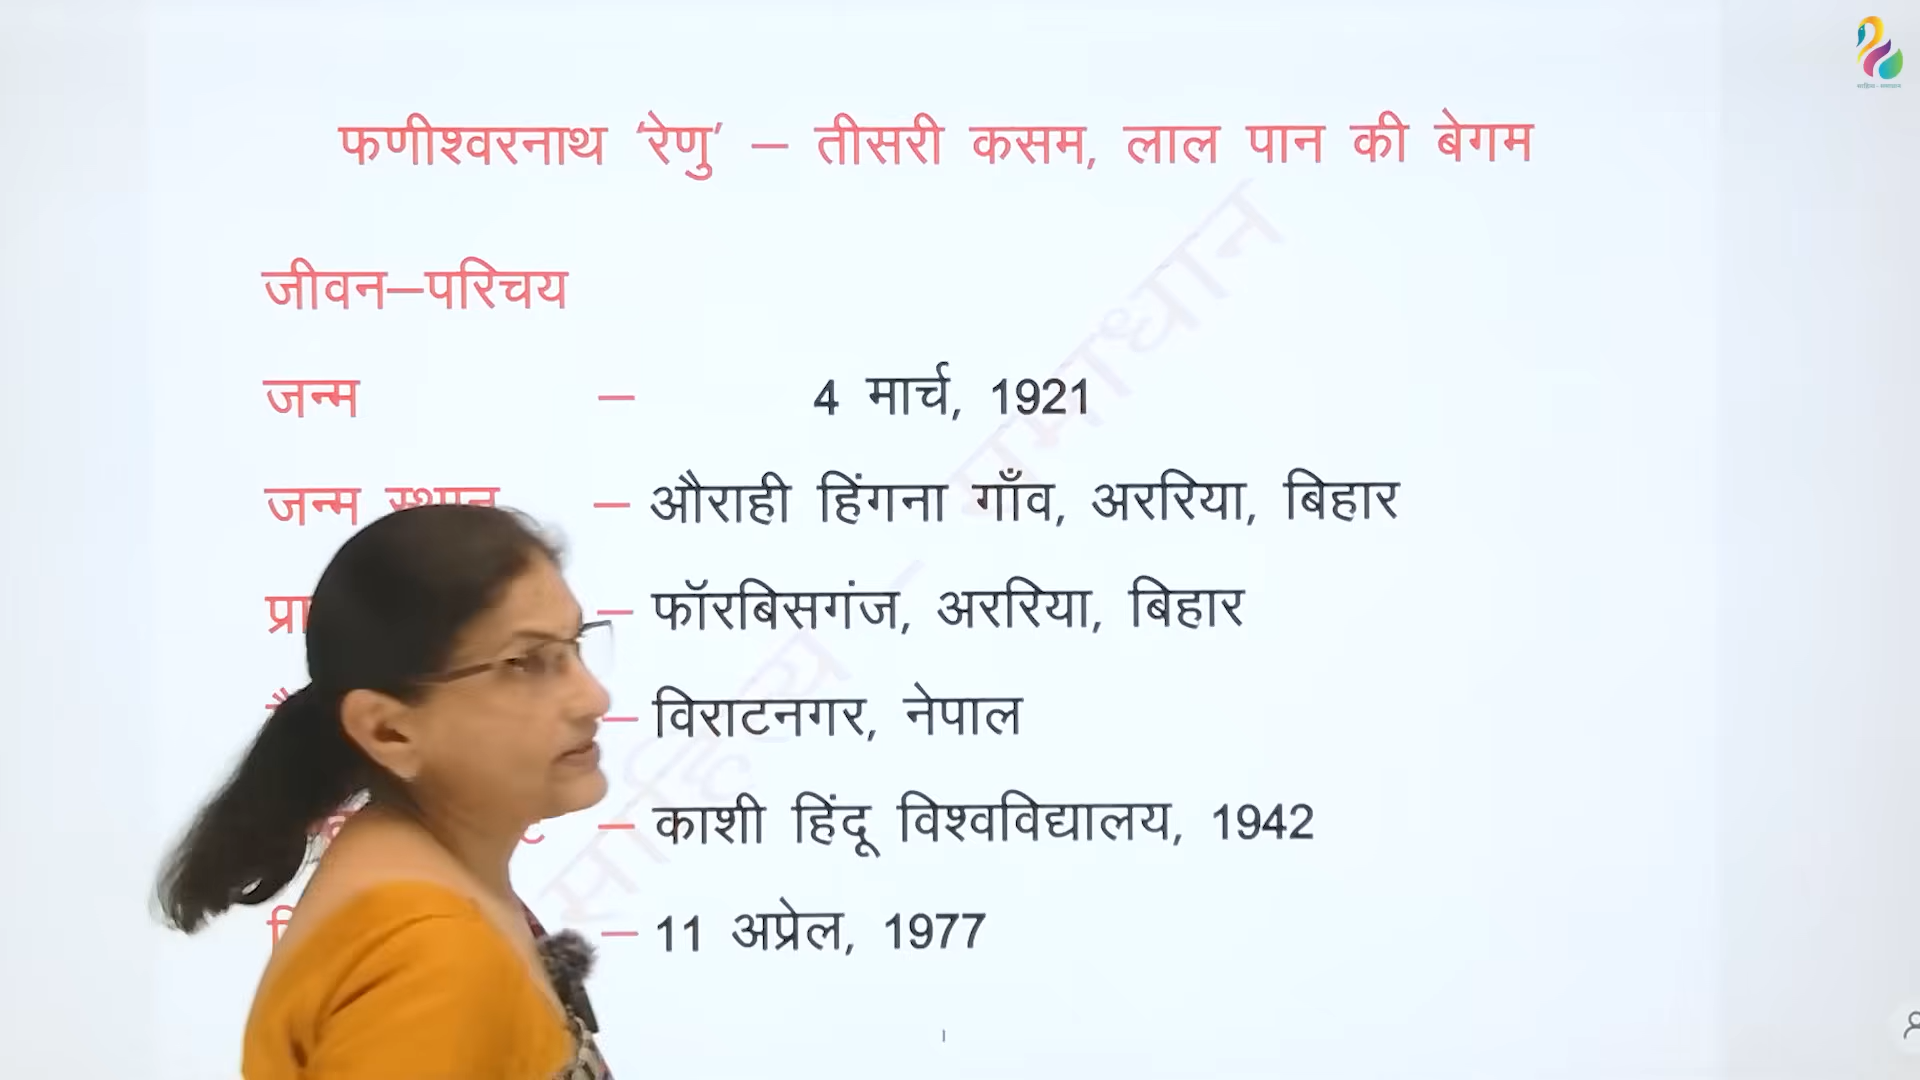 फणीश्वरनाथ ‘रेणु’ – तीसरी कसम, लाल पान की बेगम
जीवन–परिचय
जन्म – 4 मार्च, 1921
जन्म स्थान – औराही हिंगना गाँव, अररिया, बिहार
– फॉरबिसगंज, अररिया, बिहार
– विराटनगर, नेपाल
– काशी हिंदू विश्वविद्यालय, 1942
– 11 अप्रेल, 1977
साहित्य - समाधान